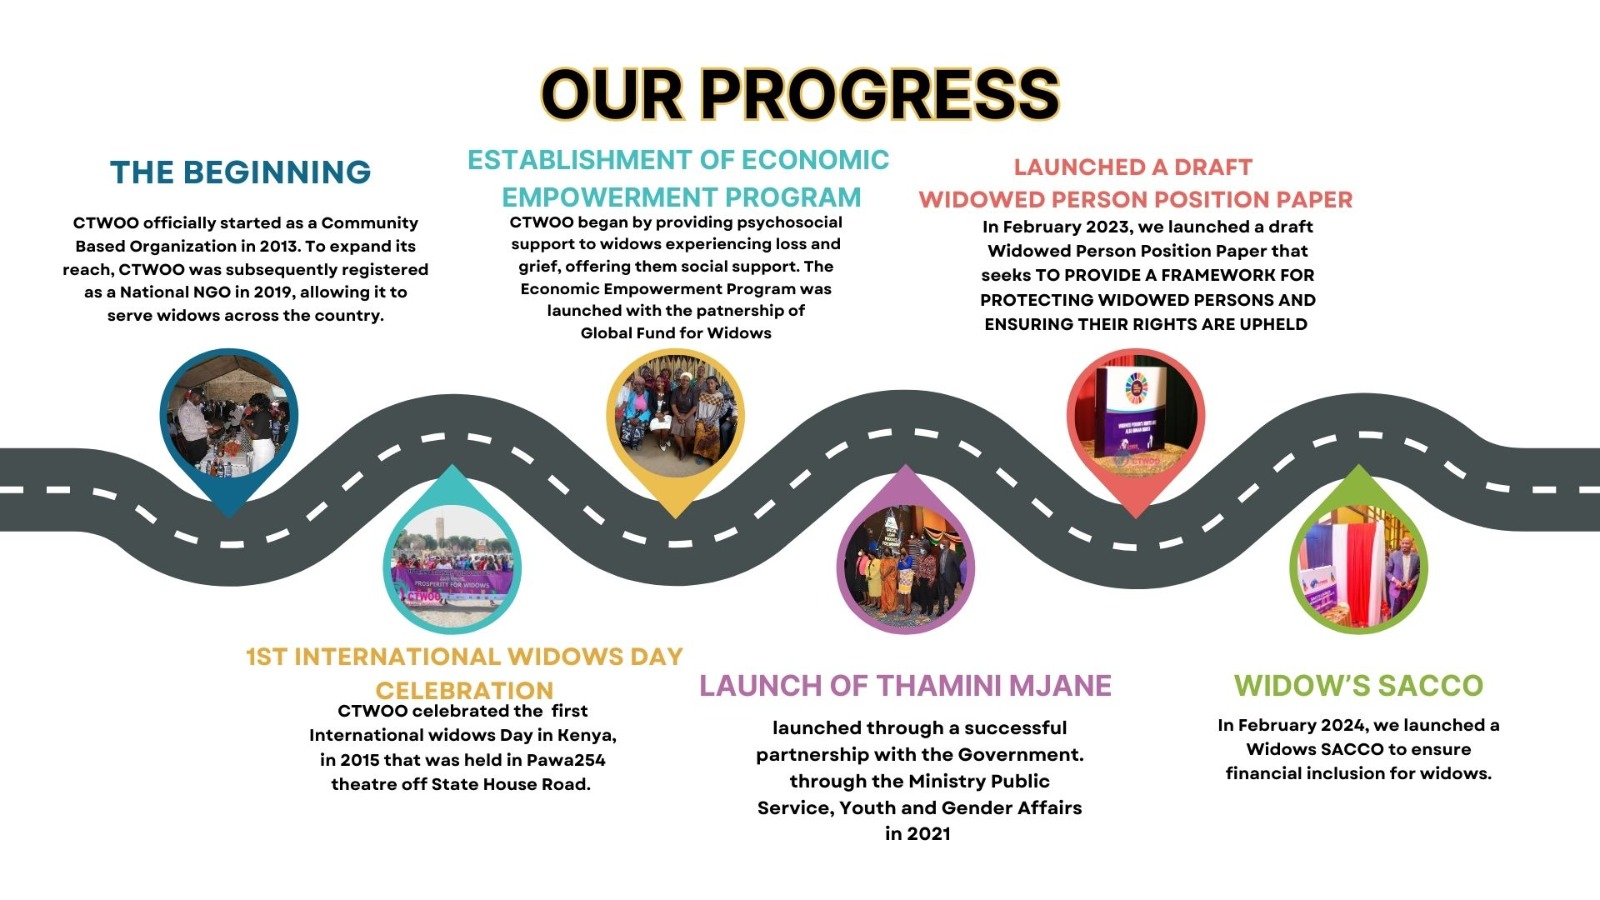 OUR PROGRESS
THE BEGINNING
CTWOO officially started as a Community
Based Organization in 2013. To expand its
reach, CTWOO was subsequently registered
as a National NGO in 2019, allowing it to
serve widows across the country.
1ST INTERNATIONAL WIDOWS DAY
CELEBRATION
CTWOO celebrated the first
International widows Day in Kenya,
in 2015 that was held in Pawa254
theatre off State House Road.
ESTABLISHMENT OF ECONOMIC
EMPOWERMENT PROGRAM
CTWOO began by providing psychosocial
support to widows experiencing loss and
grief, offering them social support. The
Economic Empowerment Program was
launched with the patnership of
Global Fund for Widows
LAUNCH OF THAMINI MJANE
launched through a successful
partnership with the Government.
through the Ministry Public
Service, Youth and Gender Affairs
in 2021
LAUNCHED A DRAFT
WIDOWED PERSON POSITION PAPER
In February 2023, we launched a draft
Widowed Person Position Paper that
seeks TO PROVIDE A FRAMEWORK FOR
PROTECTING WIDOWED PERSONS AND
ENSURING THEIR RIGHTS ARE UPHELD
WIDOW'S SACCO
In February 2024, we launched a
Widows SACCO to ensure
financial inclusion for widows.
PROSPERITY FOR WIDOWS
CTWOO
CTWOO